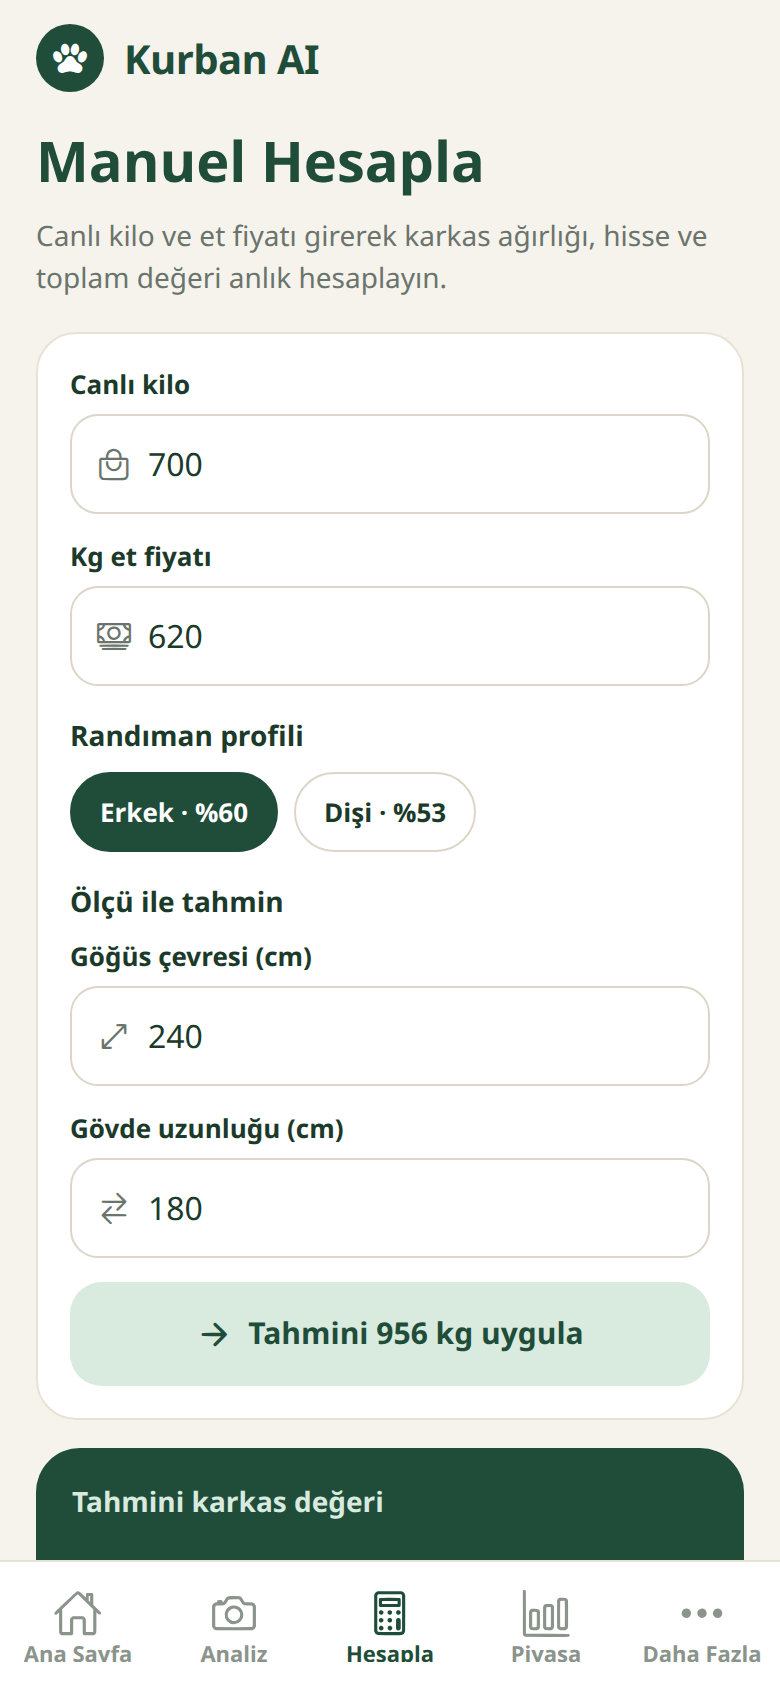 Kurban AI
Manuel Hesapla
Canlı kilo ve et fiyatı girerek karkas ağırlığı, hisse ve
toplam değeri anlık hesaplayın.
Canlı kilo
700
Kg et fiyatı
620
Randıman profili
Erkek · %60
Dişi · %53
Ölçü ile tahmin
Göğüs çevresi (cm)
240
Gövde uzunluğu (cm)
180
Tahmini 956 kg uygula
Tahmini karkas değeri
Ana Sayfa
Analiz
Hesapla
Piyasa
Daha Fazla